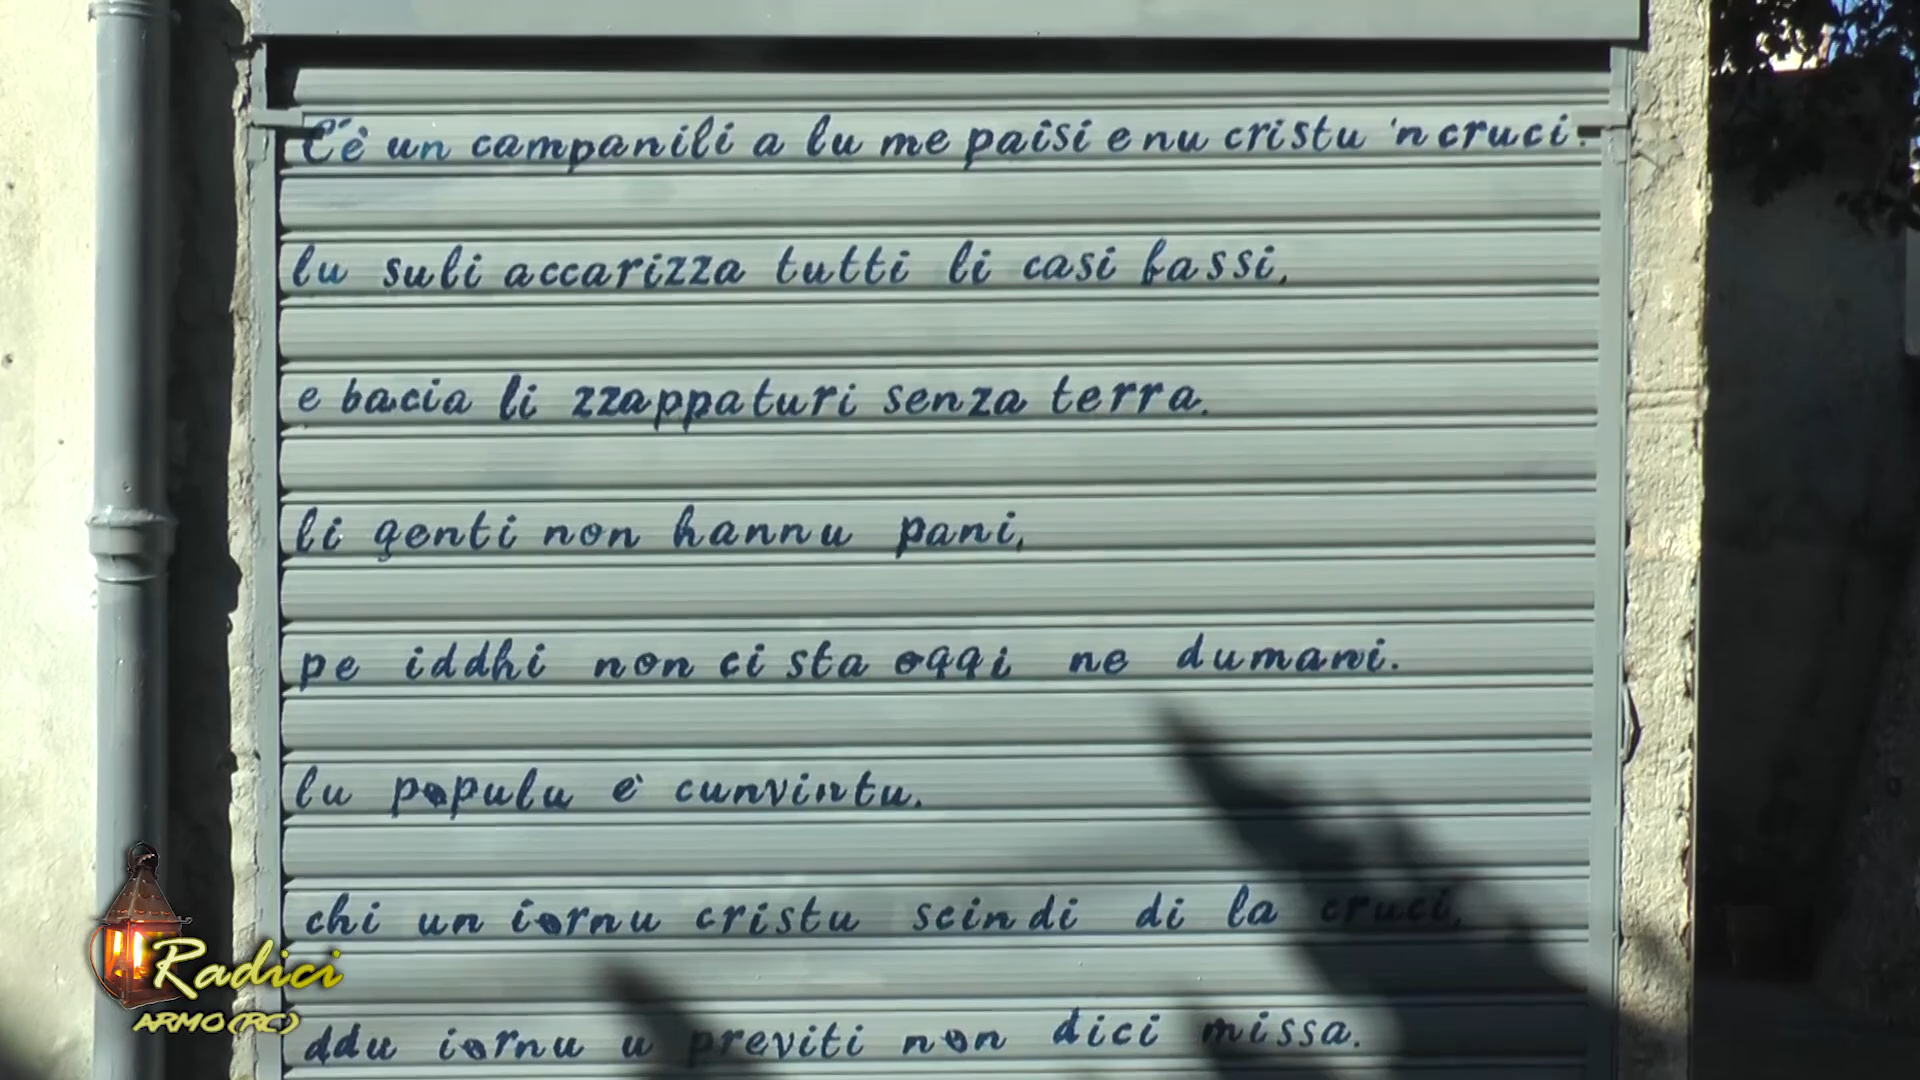 C'è un campanili a lu me paisi e nu cristu 'n cruci.
lu suli accarizza tutti li casi bassi,
e bacia li zzappaturi senza terra.
li genti non hannu pani,
pe iddhi non ci sta oggi ne dumani.
lu populu e' cunvintu.
chi un iornu cristu scindi di la cruci,
ddu iornu u previti non dici missa.
Radici
ARMO (RC)